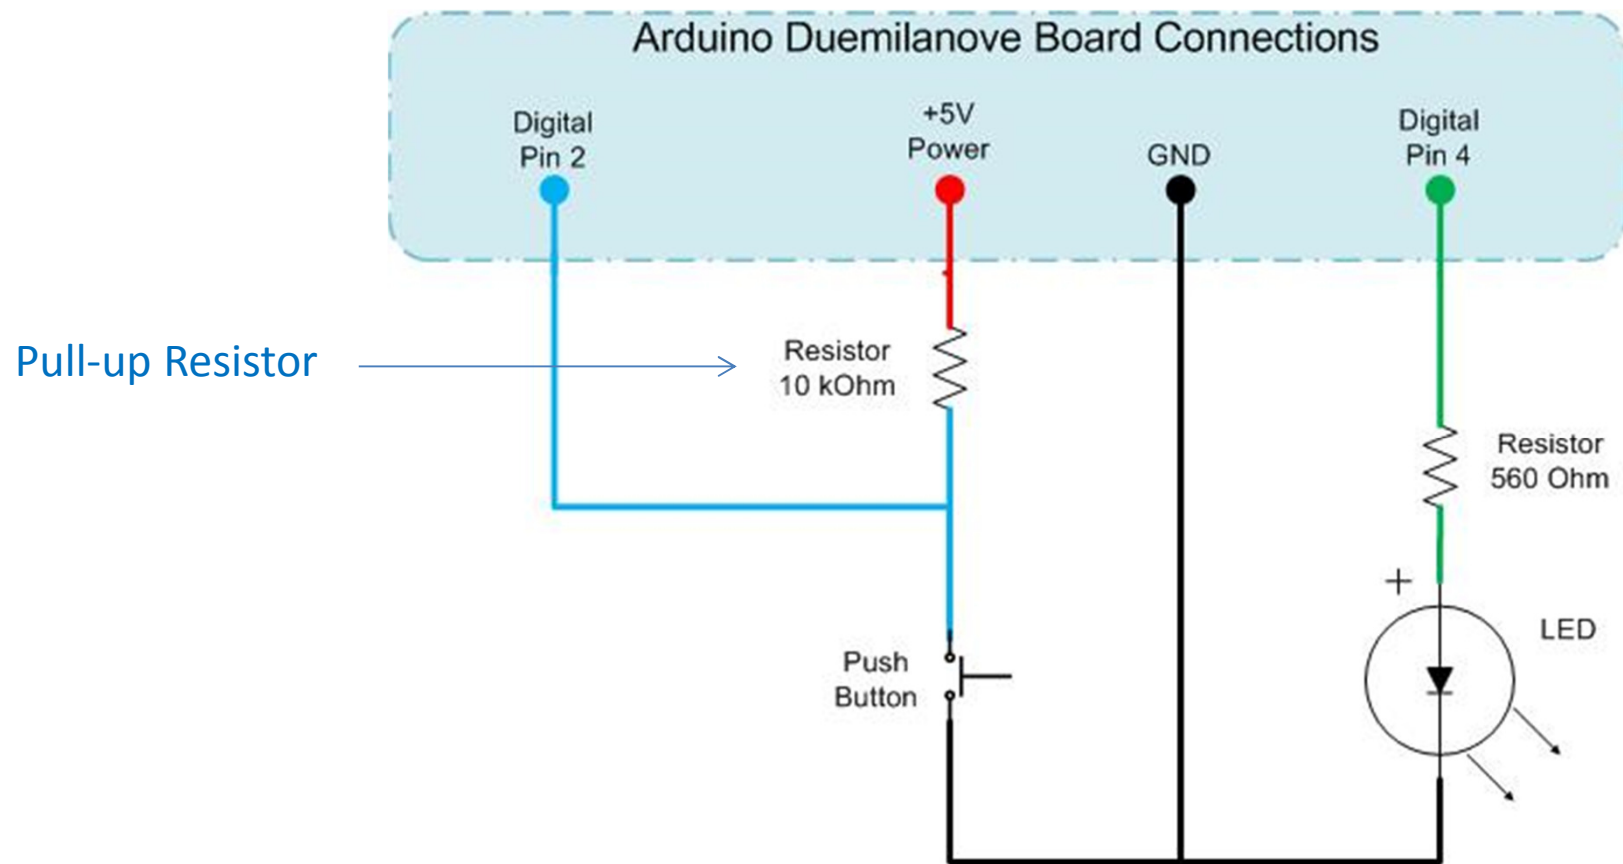 Arduino Duemilanove Board Connections
Digital
Pin 2
+5V
Power
GND
Digital
Pin 4
Pull-up Resistor
Resistor
10 kOhm
Resistor
560 Ohm
+
LED
Push
Button